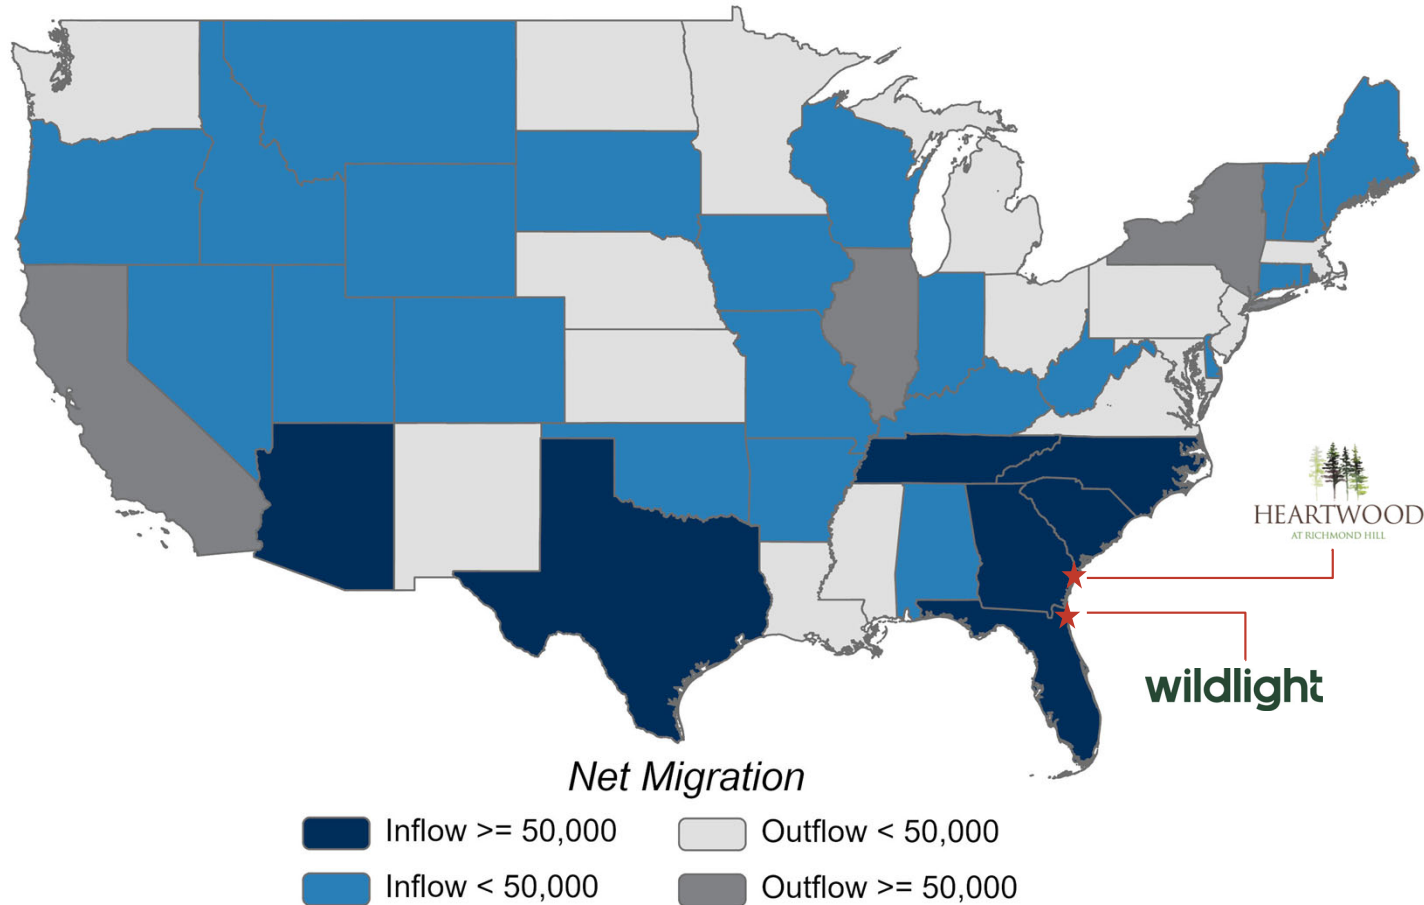 HEARTWOOD
AT RICHMOND HILL
wildlight
Net Migration
Inflow >= 50,000
Outflow < 50,000
Inflow < 50,000
Outflow >= 50,000